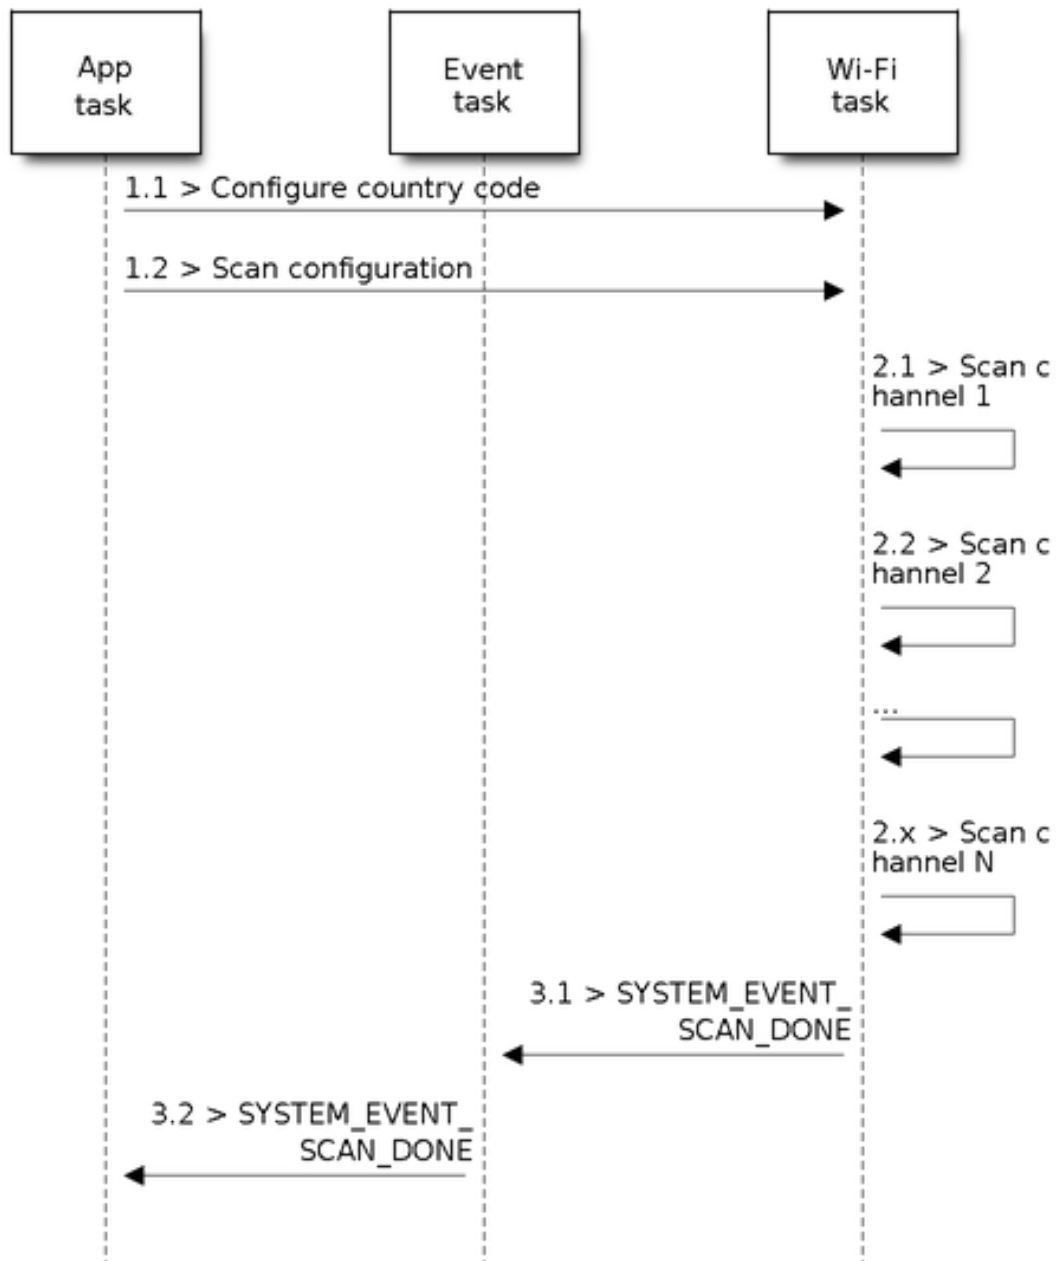 App
task
Event
task
Wi-Fi
task
1.1 > Configure country code
1.2 > Scan configuration
2.1 > Scan c
hannel 1
2.2 > Scan c
hannel 2
...
2.x > Scan c
hannel N
3.1 > SYSTEM_EVENT_
SCAN_DONE
3.2 > SYSTEM_EVENT_
SCAN_DONE